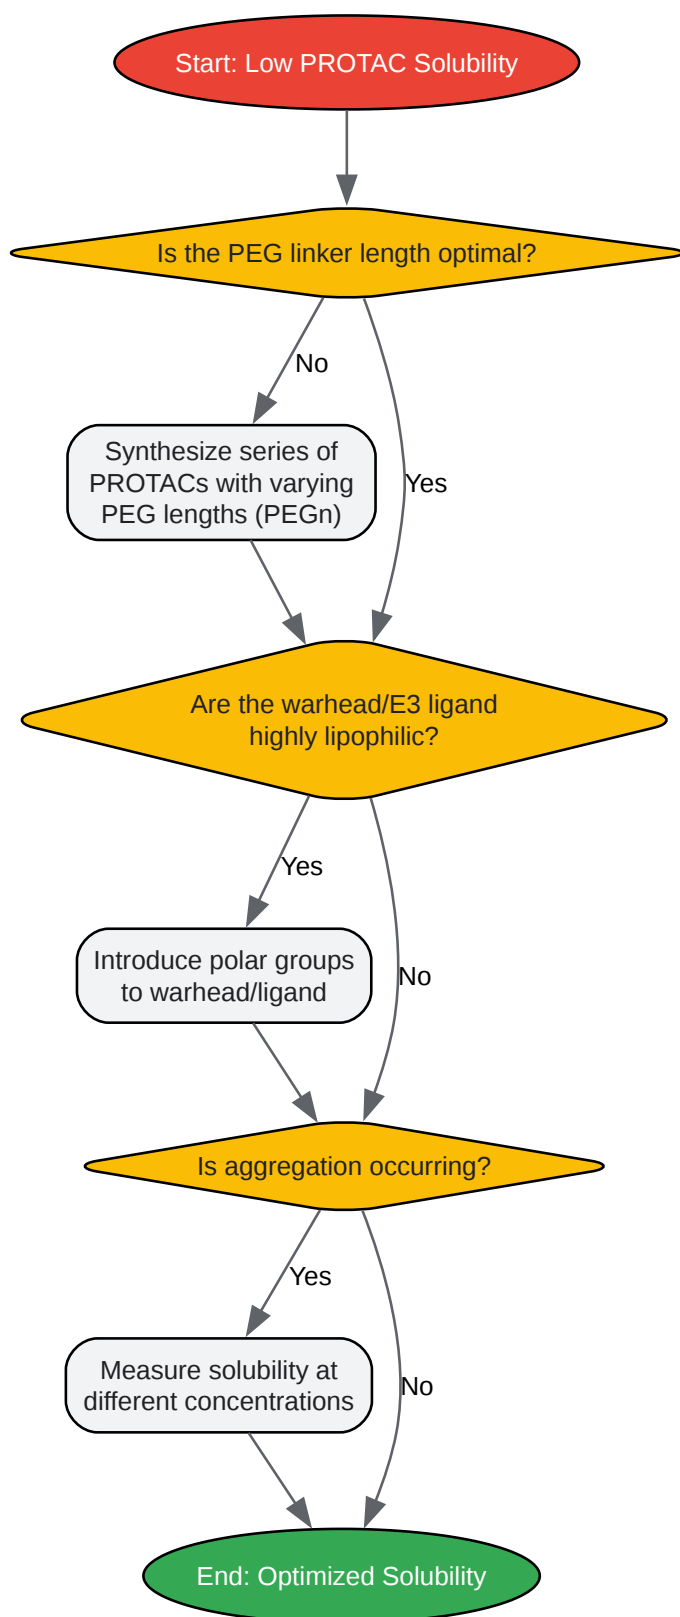 Start: Low PROTAC Solubility
Is the PEG linker length optimal?
No
Synthesize series of
PROTACs with varying
PEG lengths (PEGn)
Yes
Are the warhead/E3 ligand
highly lipophilic?
Yes
Introduce polar groups
to warhead/ligand
No
Is aggregation occurring?
Yes
Measure solubility at
different concentrations
No
End: Optimized Solubility